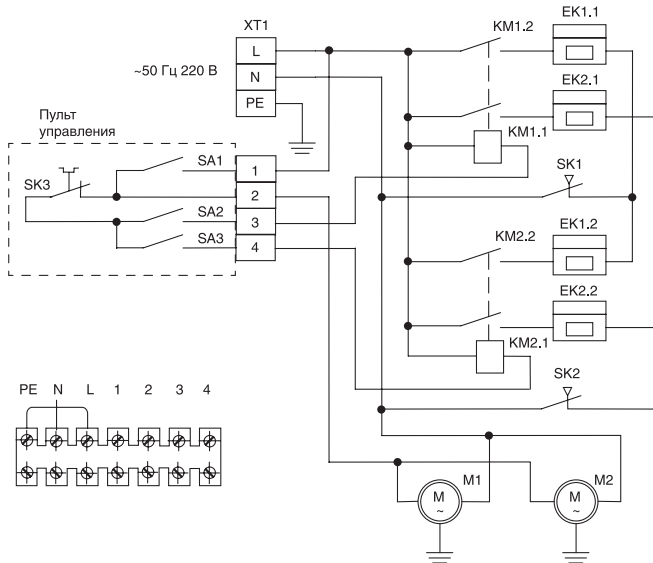 XT1
L
N
PE
~50 Гц 220 В
KM1.2
EK1.1
EK2.1
KM1.1
Пульт
управления
SK3
SA1
SA2
SA3
1
2
3
4
SK1
EK1.2
KM2.2
EK2.2
KM2.1
SK2
PE N L 1 2 3 4
M
~
M1
M
~
M2